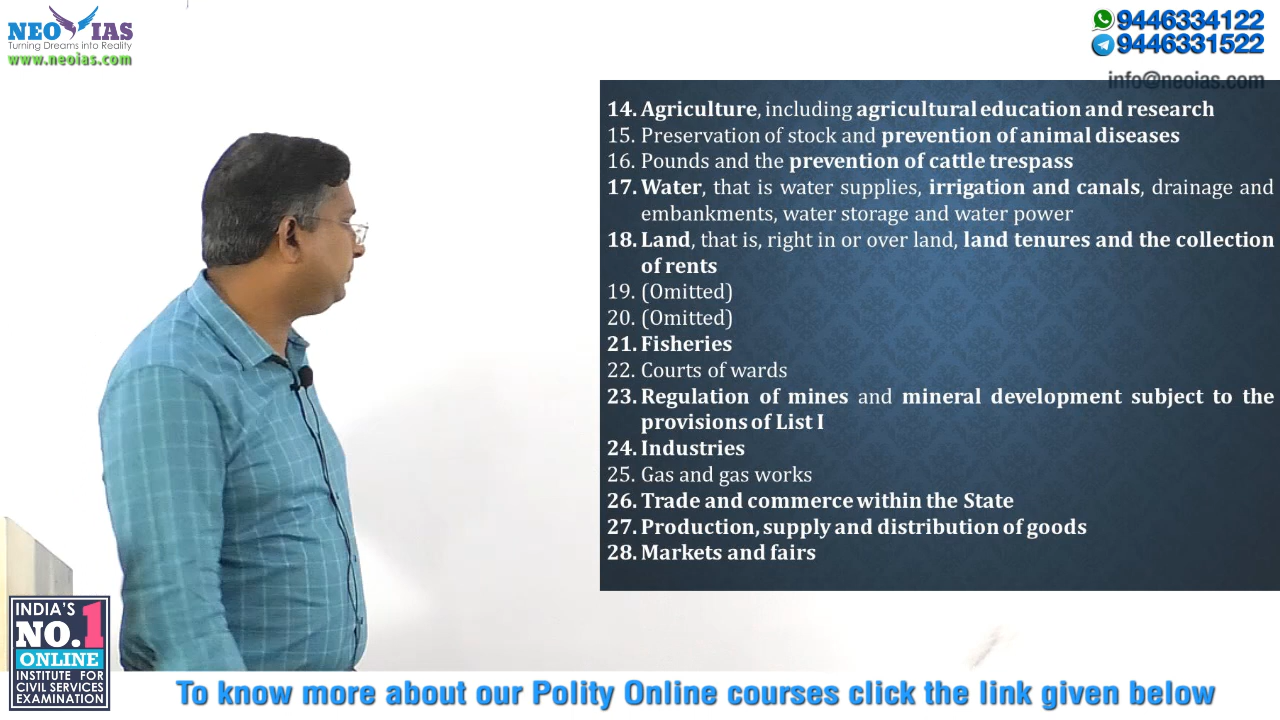 NEO IAS
Turning Dreams into Reality
www.neoias.com
9446334122
9446331522
info@neoias.com
14. Agriculture, including agricultural education and research
15. Preservation of stock and prevention of animal diseases
16. Pounds and the prevention of cattle trespass
17. Water, that is water supplies, irrigation and canals, drainage and
embankments, water storage and water power
18. Land, that is, right in or over land, land tenures and the collection
of rents
19. (Omitted)
20. (Omitted)
21. Fisheries
22. Courts of wards
23. Regulation of mines and mineral development subject to the
provisions of List I
24. Industries
25. Gas and gas works
26. Trade and commerce within the State
27. Production, supply and distribution of goods
28. Markets and fairs
INDIA'S
NO.1
ONLINE
INSTITUTE FOR
CIVIL SERVICES
EXAMINATION
To know more about our Polity Online courses click the link given below